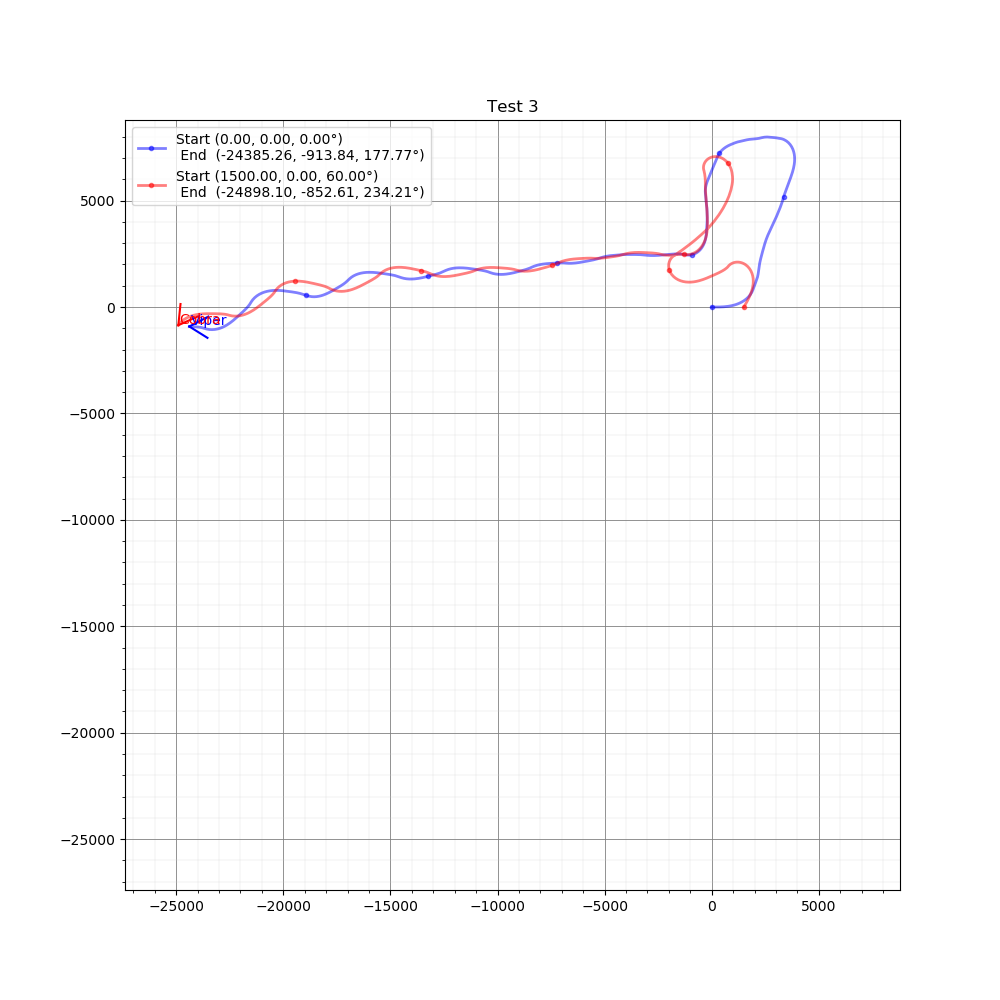 Test 3
Start (0.00, 0.00, 0.00°)
End (-24385.26, -913.84, 177.77°)
Start (1500.00, 0.00, 60.00°)
End (-24898.10, -852.61, 234.21°)
5000
0
−5000
−10000
−15000
−20000
−25000
−25000 −20000 −15000 −10000 −5000 0 5000